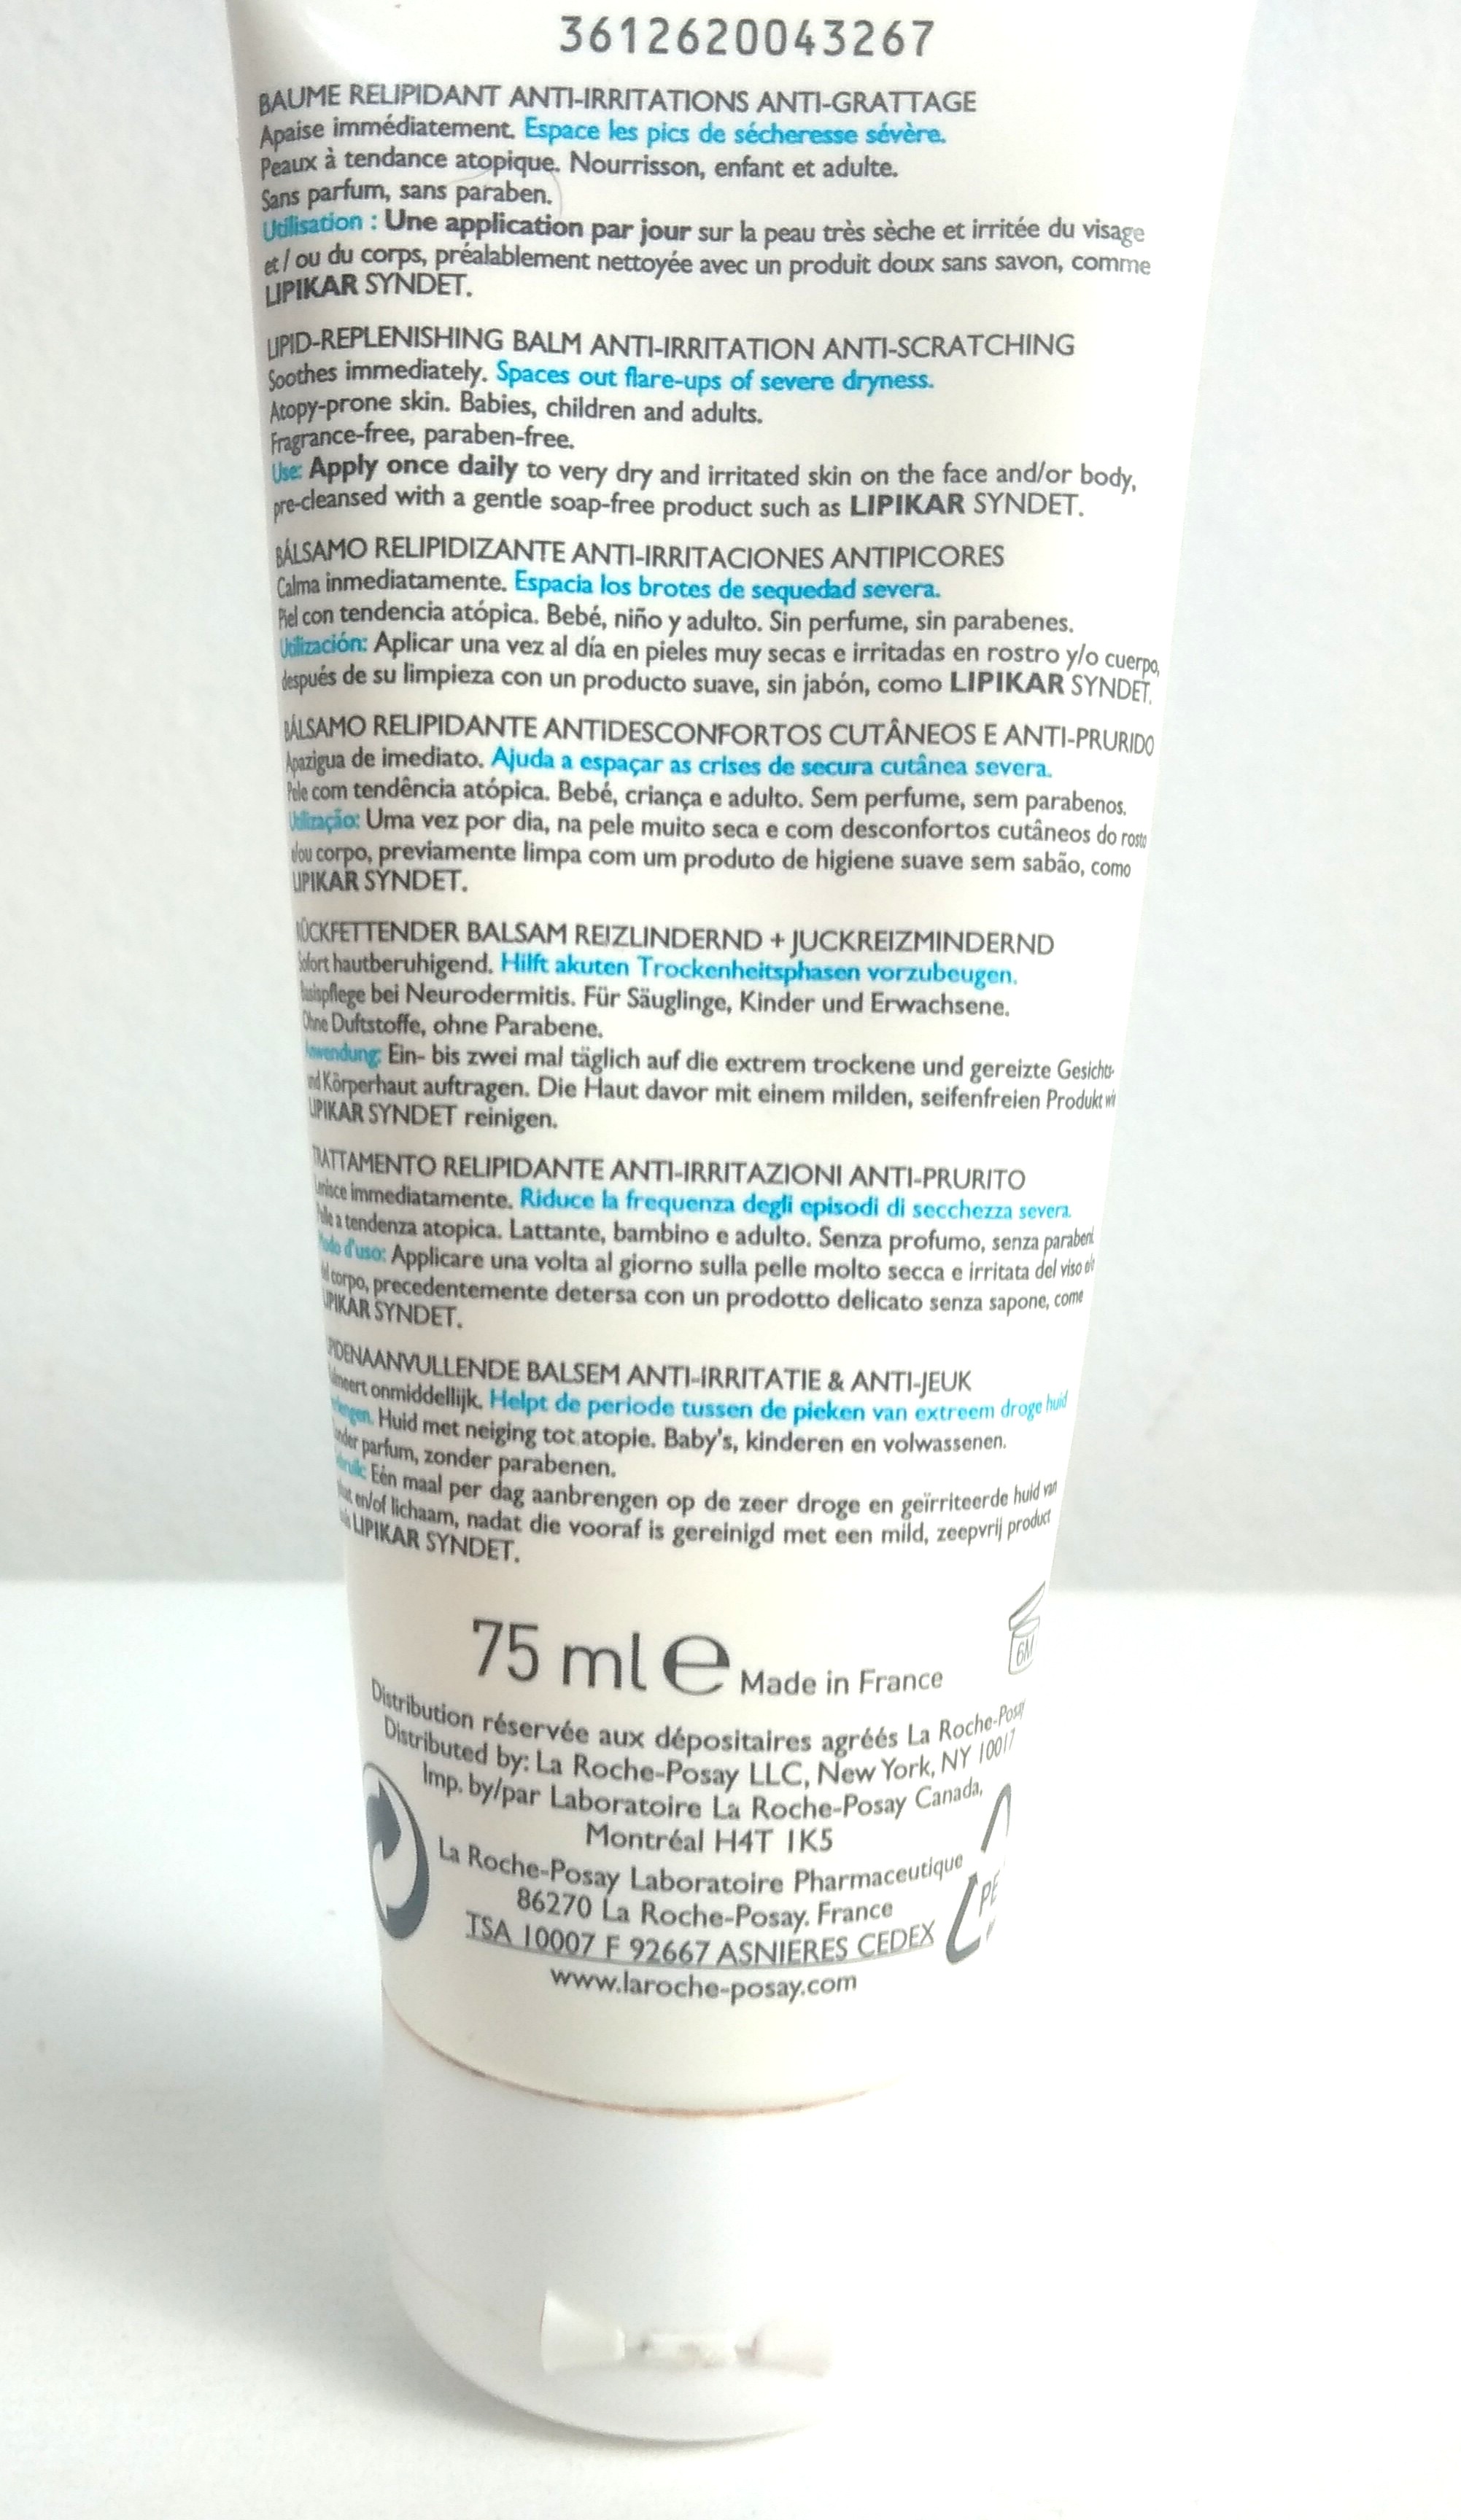 3612620043267
BAUME RELIPIDANT ANTI-IRRITATIONS ANTI-GRATTAGE
Apaise immédiatement. Espace les pics de sécheresse sévère.
Peaux à tendance atopique. Nourrisson, enfant et adulte.
Sans parfum, sans paraben.
Utilisation : Une application par jour sur la peau très sèche et irritée du visage
et / ou du corps, préalablement nettoyée avec un produit doux sans savon, comme
LIPIKAR SYNDET.
LIPID-REPLENISHING BALM ANTI-IRRITATION ANTI-SCRATCHING
Soothes immediately. Spaces out flare-ups of severe dryness.
Atopy-prone skin. Babies, children and adults.
Fragrance-free, paraben-free.
Use: Apply once daily to very dry and irritated skin on the face and/or body,
pre-cleansed with a gentle soap-free product such as LIPIKAR SYNDET.
BÁLSAMO RELIPIDIZANTE ANTI-IRRITACIONES ANTIPICORES
Calma inmediatamente. Espacia los brotes de sequedad severa.
Piel con tendencia atópica. Bebé, niño y adulto. Sin perfume, sin parabenes.
Utilización: Aplicar una vez al día en pieles muy secas e irritadas en rostro y/o cuerpo,
después de su limpieza con un producto suave, sin jabón, como LIPIKAR SYNDET.
BÁLSAMO RELIPIDANTE ANTIDESCONFORTOS CUTÂNEOS E ANTI-PRURIDO
Apazigua de imediato. Ajuda a espaçar as crises de secura cutânea severa.
Pele com tendência atópica. Bebé, criança e adulto. Sem perfume, sem parabenos.
Utilização: Uma vez por dia, na pele muito seca e com desconfortos cutâneos do rosto
e/ou corpo, previamente limpa com um produto de higiene suave sem sabão, como
LIPIKAR SYNDET.
RÜCKFETTENDER BALSAM REIZLINDERND + JUCKREIZMINDERND
Sofort hautberuhigend. Hilft akuten Trockenheitsphasen vorzubeugen.
Basispflege bei Neurodermitis. Für Säuglinge, Kinder und Erwachsene.
Ohne Duftstoffe, ohne Parabene.
Anwendung: Ein- bis zwei mal täglich auf die extrem trockene und gereizte Gesichts-
und Körperhaut auftragen. Die Haut davor mit einem milden, seifenfreien Produkt wie
LIPIKAR SYNDET reinigen.
TRATTAMENTO RELIPIDANTE ANTI-IRRITAZIONI ANTI-PRURITO
Lenisce immediatamente. Riduce la frequenza degli episodi di secchezza severa.
Pelle a tendenza atopica. Lattante, bambino e adulto. Senza profumo, senza parabeni.
Modo d'uso: Applicare una volta al giorno sulla pelle molto secca e irritata del viso e/o
del corpo, precedentemente detersa con un prodotto delicato senza sapone, come
LIPIKAR SYNDET.
LIPIDENAANVULLENDE BALSEM ANTI-IRRITATIE & ANTI-JEUK
Kalmeert onmiddellijk. Helpt de periode tussen de pieken van extreem droge huid
verlengen. Huid met neiging tot atopie. Baby's, kinderen en volwassenen.
Zonder parfum, zonder parabenen.
Gebruik: Eén maal per dag aanbrengen op de zeer droge en geïrriteerde huid van
en/of lichaam, nadat die vooraf is gereinigd met een mild, zeepvrij product
LIPIKAR SYNDET.
75 ml e Made in France
6M
Distribution réservée aux dépositaires agréés La Roche-Posay
Distributed by: La Roche-Posay LLC, New York, NY 10017
Imp. by/par Laboratoire La Roche-Posay Canada,
Montréal H4T 1K5
La Roche-Posay Laboratoire Pharmaceutique
86270 La Roche-Posay. France
TSA 10007 F 92667 ASNIERES CEDEX
www.laroche-posay.com
PE